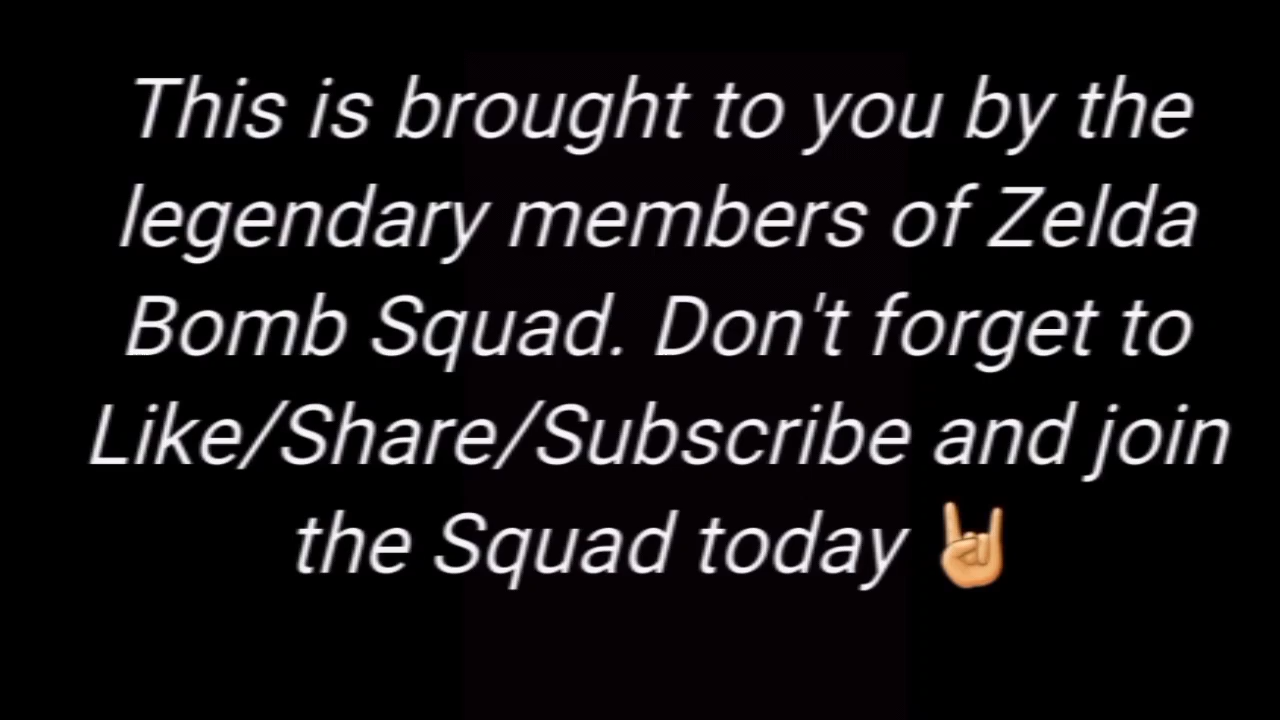 This is brought to you by the
legendary members of Zelda
Bomb Squad. Don't forget to
Like/Share/Subscribe and join
the Squad today 🤘